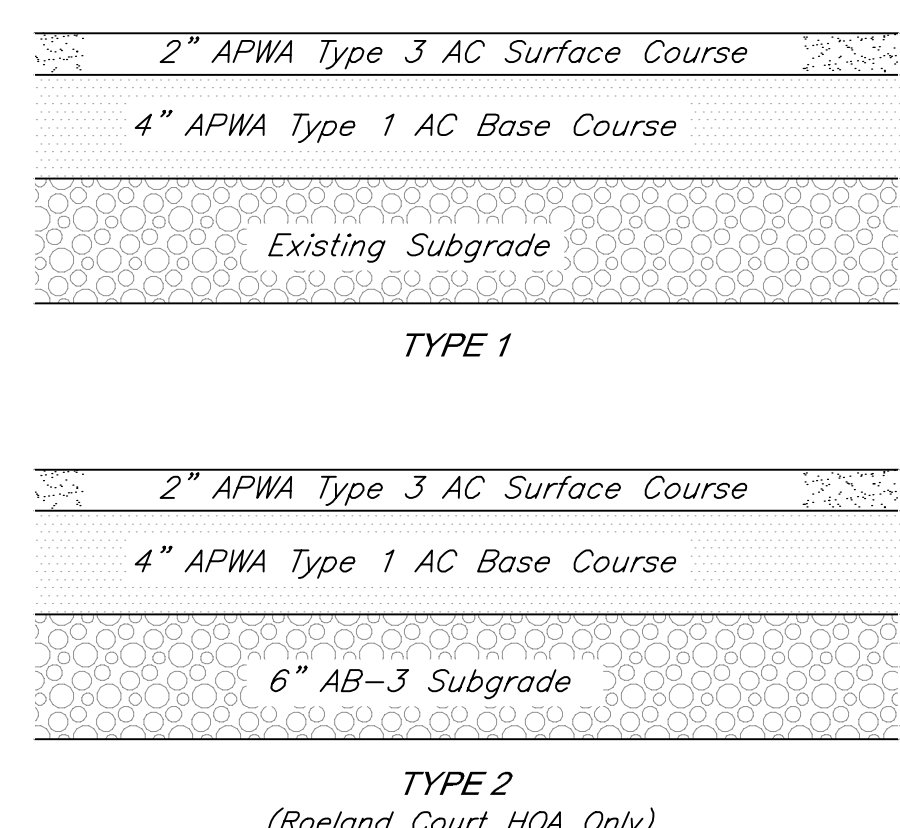 2” APWA Type 3 AC Surface Course
4” APWA Type 1 AC Base Course
Existing Subgrade
TYPE 1
2” APWA Type 3 AC Surface Course
4” APWA Type 1 AC Base Course
6” AB-3 Subgrade
TYPE 2
(Roeland Court HOA Only)